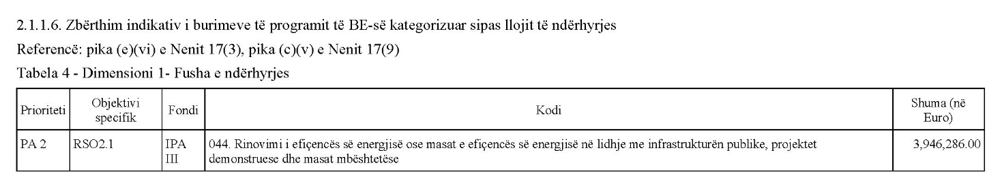 2.1.1.6. Zbërthim indikativ i burimeve të programit të BE-së kategorizuar sipas llojit të ndërhyrjes
Referencë: pika (e)(vi) e Nenit 17(3), pika (c)(v) e Nenit 17(9)
Tabela 4 - Dimensioni 1- Fusha e ndërhyrjes
Prioriteti
Objektivi
specifik
Fondi
Kodi
Shuma (në
Euro)
PA 2
RSO2.1
IPA
III
044. Rinovimi i efiçencës së energjisë ose masat e efiçencës së energjisë në lidhje me infrastrukturën publike, projektet
demonstruese dhe masat mbështetëse
3,946,286.00